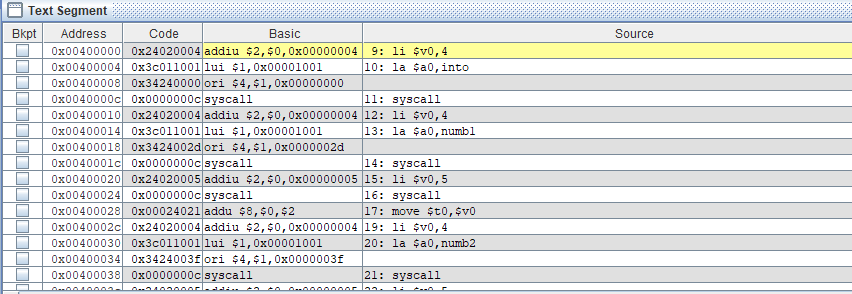 Text Segment
Bkpt Address Code Basic Source
0x00400000 0x24020004 addiu $2,$0,0x00000004 9: li $v0,4
0x00400004 0x3c011001 lui $1,0x00001001 10: la $a0,into
0x00400008 0x34240000 ori $4,$1,0x00000000
0x0040000c 0x0000000c syscall 11: syscall
0x00400010 0x24020004 addiu $2,$0,0x00000004 12: li $v0,4
0x00400014 0x3c011001 lui $1,0x00001001 13: la $a0,numb1
0x00400018 0x3424002d ori $4,$1,0x0000002d
0x0040001c 0x0000000c syscall 14: syscall
0x00400020 0x24020005 addiu $2,$0,0x00000005 15: li $v0,5
0x00400024 0x0000000c syscall 16: syscall
0x00400028 0x00024021 addu $8,$0,$2 17: move $t0,$v0
0x0040002c 0x24020004 addiu $2,$0,0x00000004 19: li $v0,4
0x00400030 0x3c011001 lui $1,0x00001001 20: la $a0,numb2
0x00400034 0x3424003f ori $4,$1,0x0000003f
0x00400038 0x0000000c syscall 21: syscall